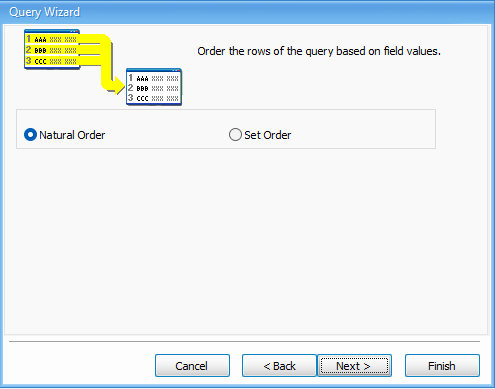 Query Wizard
1 AAA XXX XXX
2 BBB XXX XXX
3 CCC XXX XXX
Order the rows of the query based on field values.
1 AAA XXX XXX
2 BBB XXX XXX
3 CCC XXX XXX
Natural Order
Set Order
Cancel
< Back
Next >
Finish